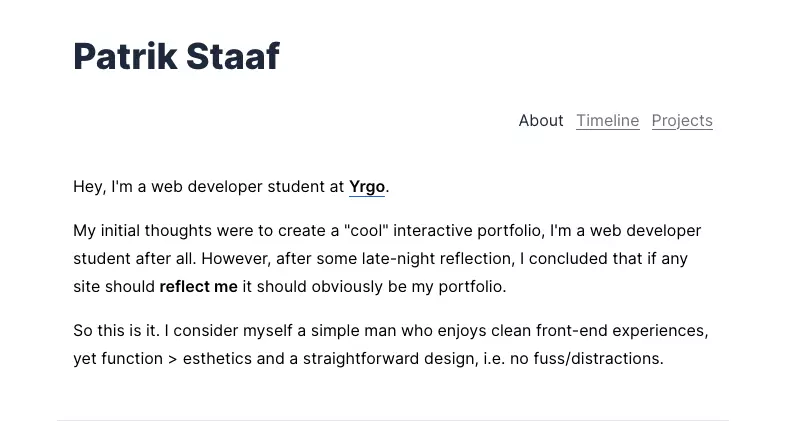 Patrik Staaf
About Timeline Projects
Hey, I'm a web developer student at Yrgo.
My initial thoughts were to create a "cool" interactive portfolio, I'm a web developer
student after all. However, after some late-night reflection, I concluded that if any
site should reflect me it should obviously be my portfolio.
So this is it. I consider myself a simple man who enjoys clean front-end experiences,
yet function > esthetics and a straightforward design, i.e. no fuss/distractions.